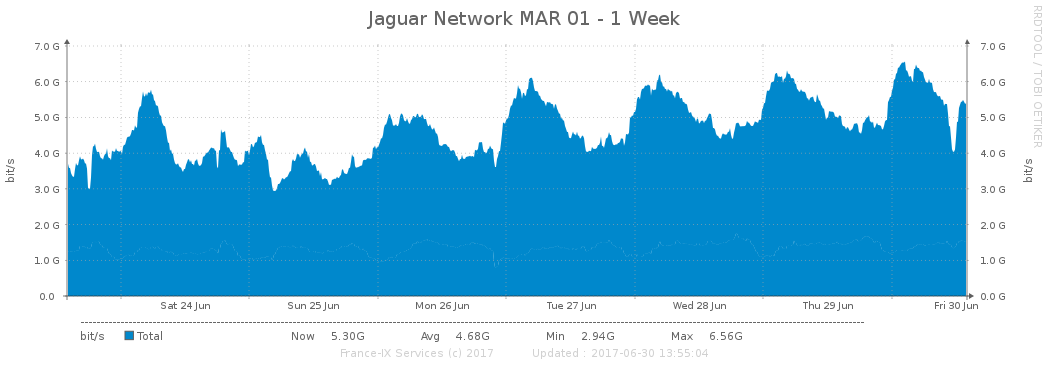 Jaguar Network MAR 01 - 1 Week
RRDTOOL / TOBI OETIKER
7.0 G 7.0 G
6.0 G 6.0 G
5.0 G 5.0 G
4.0 G 4.0 G
3.0 G 3.0 G
2.0 G 2.0 G
1.0 G 1.0 G
0.0 0.0 G
bit/s bit/s
Sat 24 Jun Sun 25 Jun Mon 26 Jun Tue 27 Jun Wed 28 Jun Thu 29 Jun Fri 30 Jun
bit/s Total Now 5.30G Avg 4.68G Min 2.94G Max 6.56G
France-IX Services (c) 2017 Updated : 2017-06-30 13:55:04